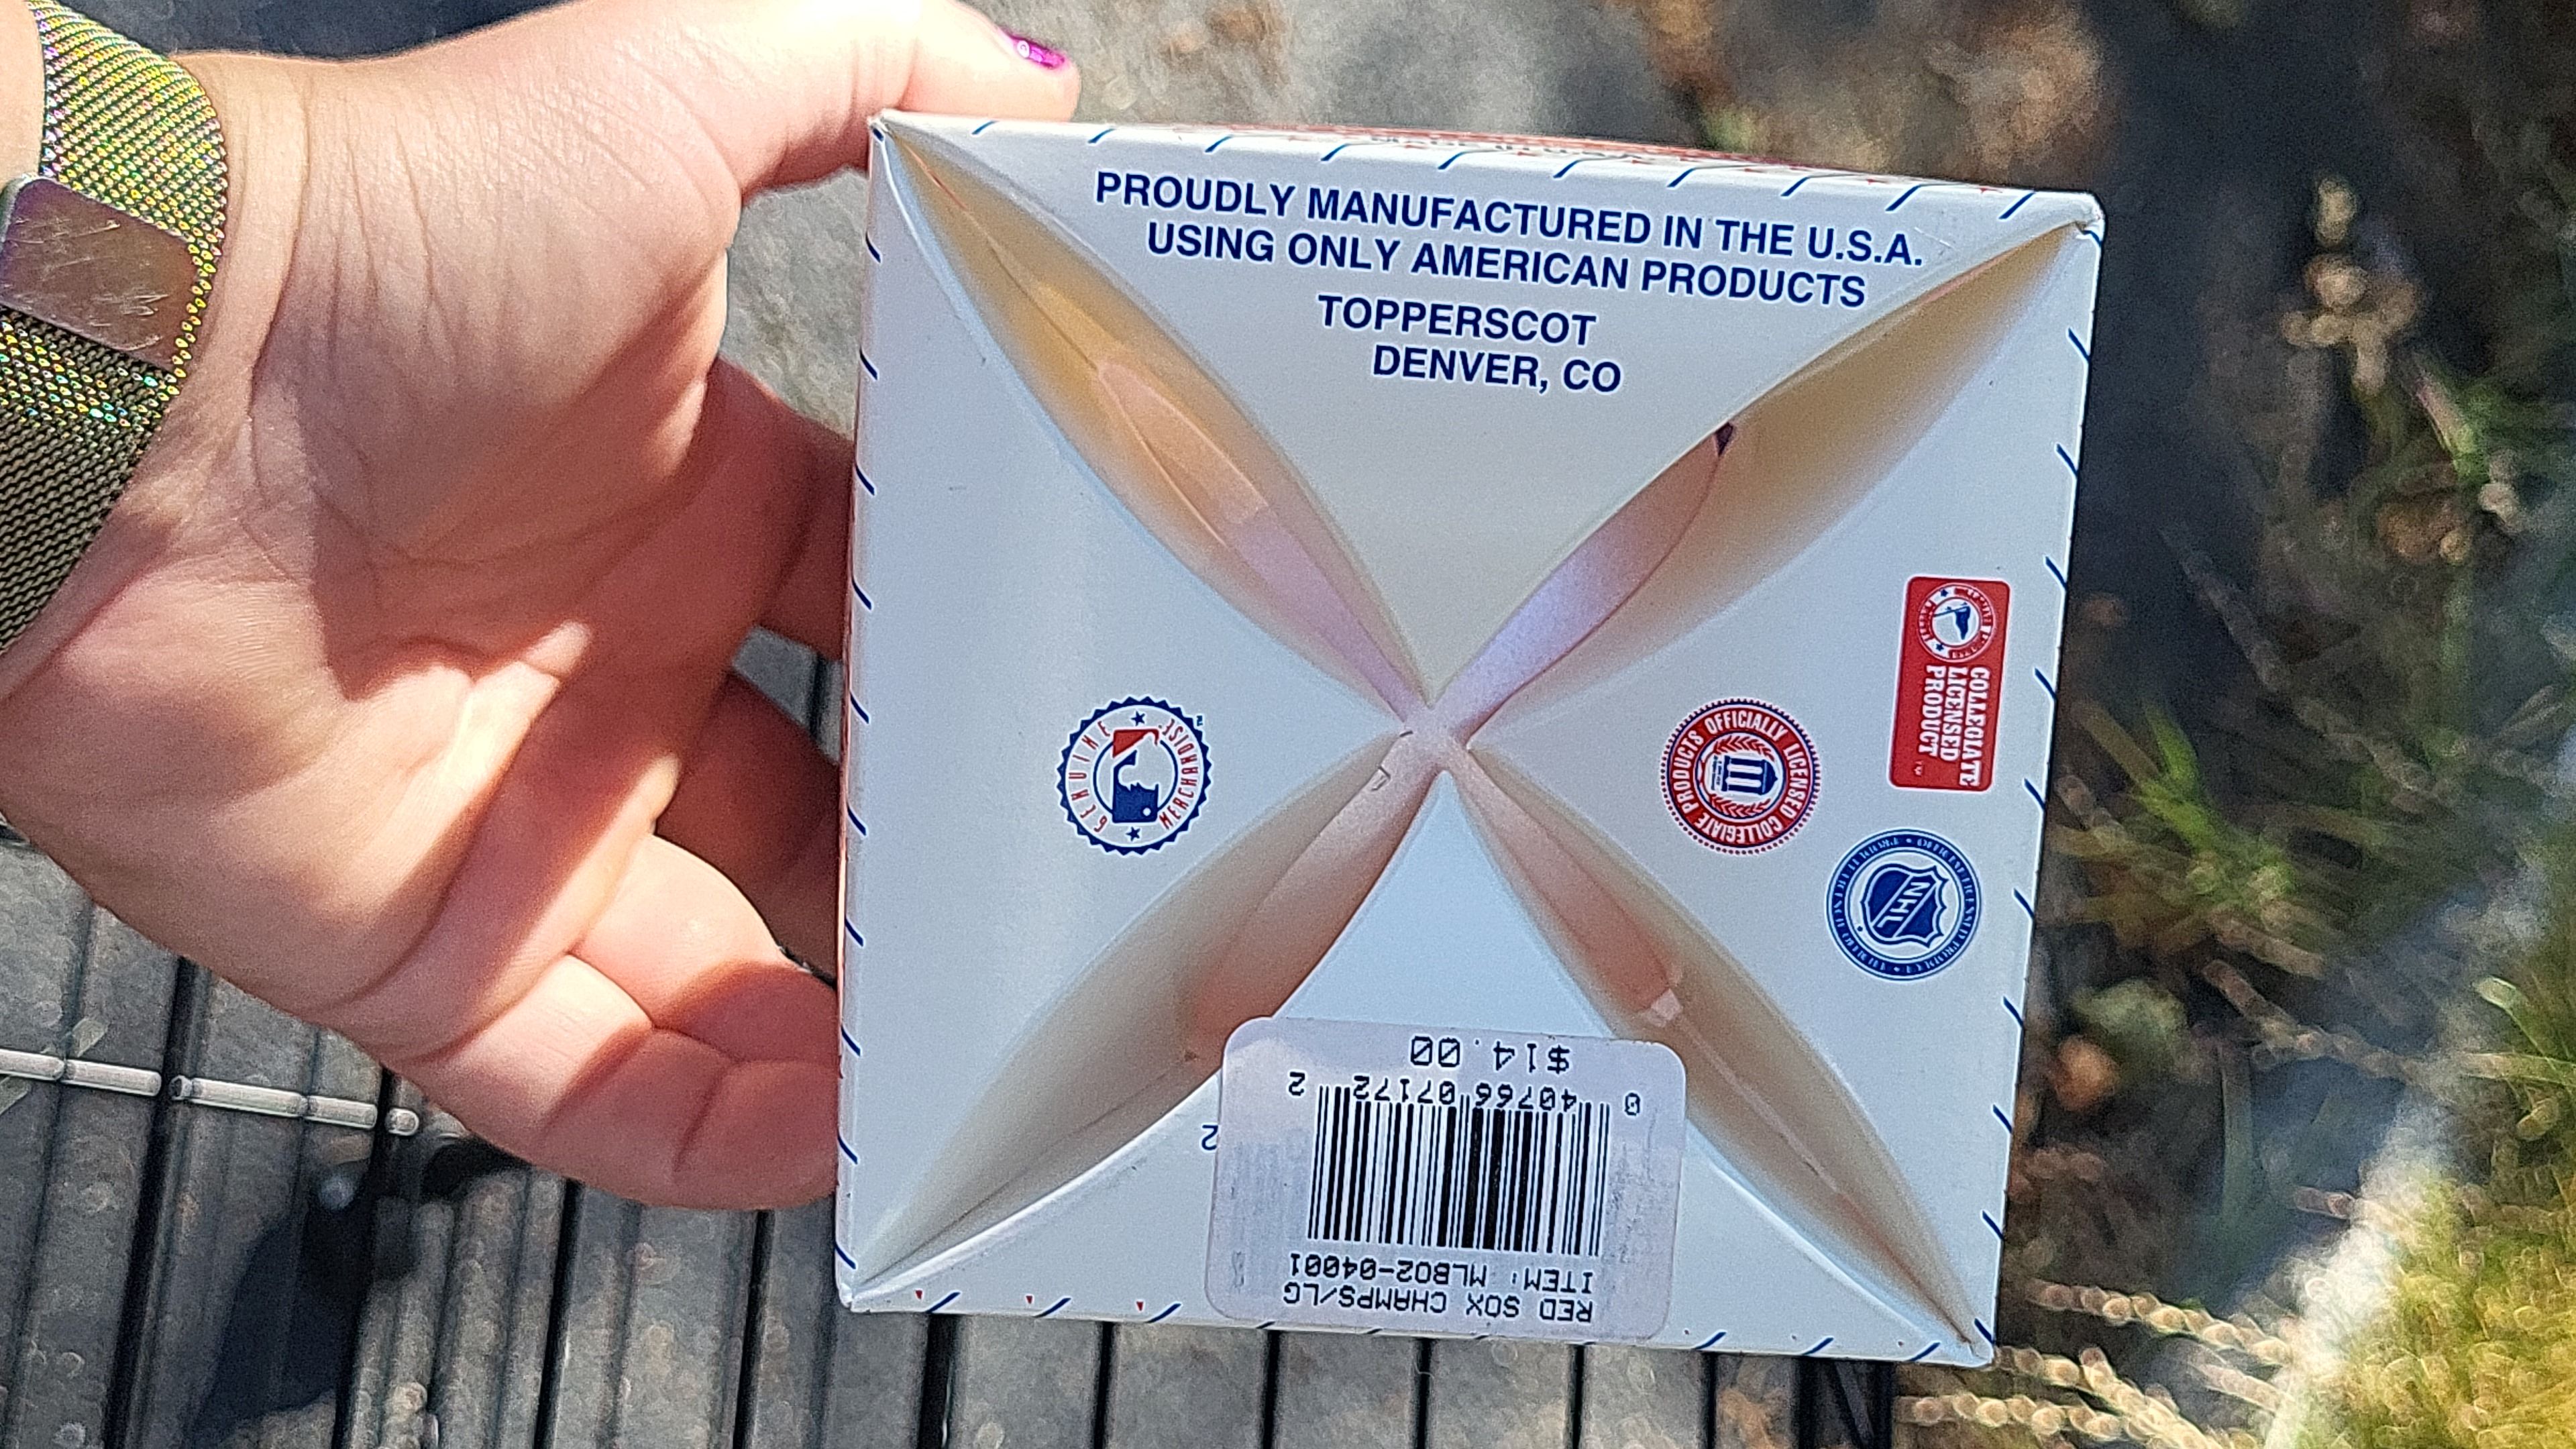 PROUDLY MANUFACTURED IN THE U.S.A.
USING ONLY AMERICAN PRODUCTS
TOPPERSCOT
DENVER, CO
GENUINE MERCHANDISE
OFFICIALLY LICENSED COLLEGIATE PRODUCTS
COLLEGIATE
LICENSED
PRODUCT
NHL
RED SOX CHAMPS/LG
ITEM: MLB02-04001
0 40766 07172 2
$14.00
2